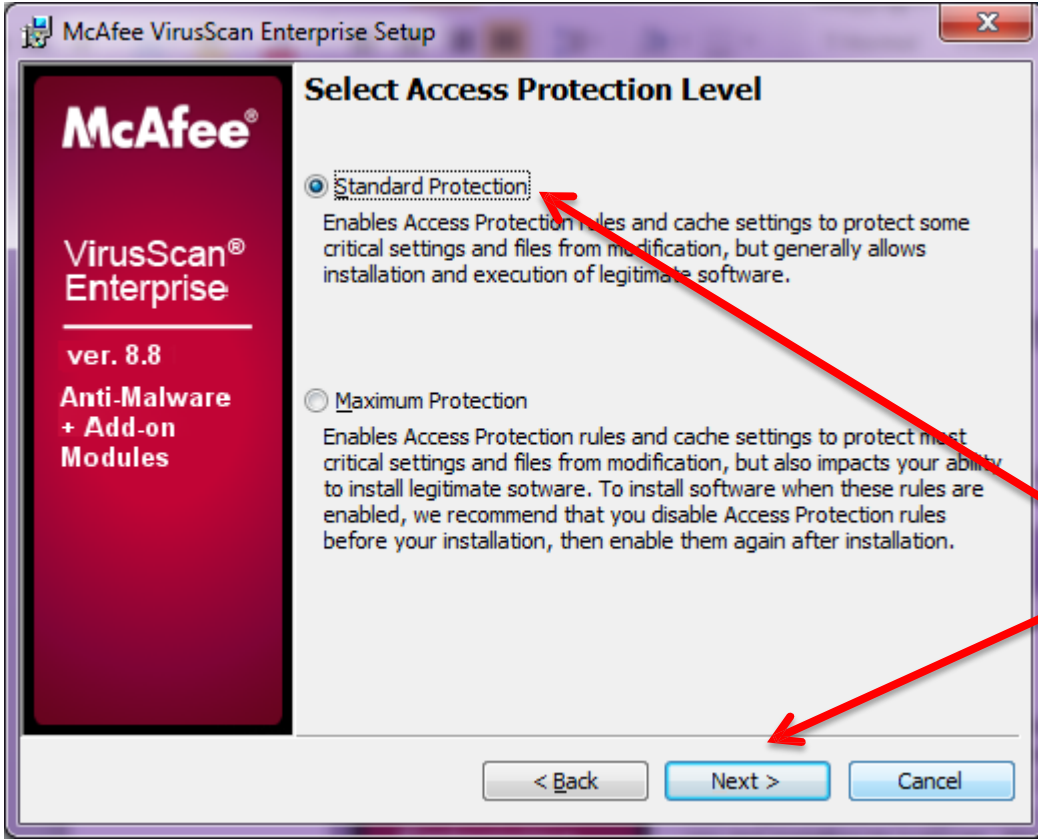 McAfee VirusScan Enterprise Setup
McAfee®
VirusScan®
Enterprise
ver. 8.8
Anti-Malware
+ Add-on
Modules
Select Access Protection Level
Standard Protection
Enables Access Protection rules and cache settings to protect some
critical settings and files from modification, but generally allows
installation and execution of legitimate software.
Maximum Protection
Enables Access Protection rules and cache settings to protect most
critical settings and files from modification, but also impacts your ability
to install legitimate sotware. To install software when these rules are
enabled, we recommend that you disable Access Protection rules
before your installation, then enable them again after installation.
< Back
Next >
Cancel